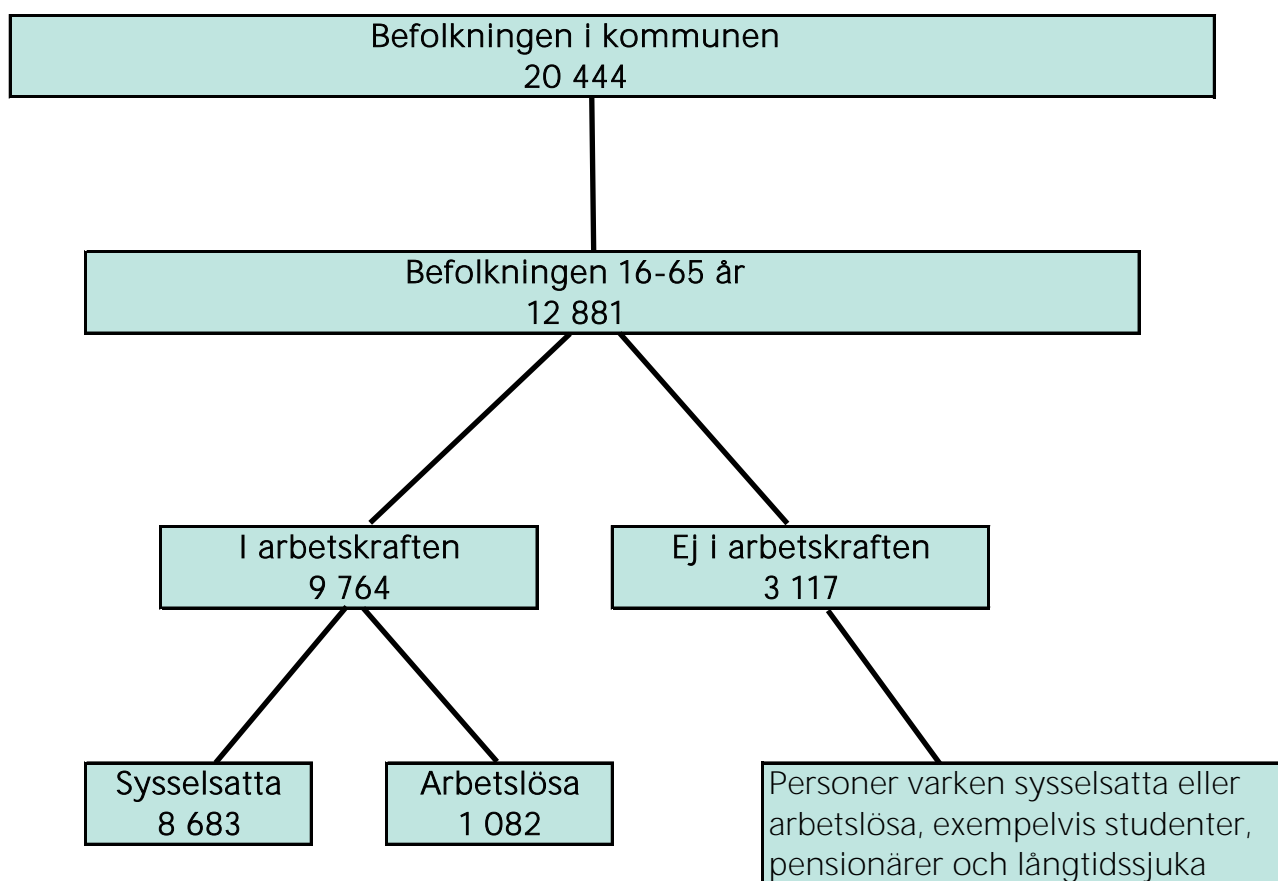 Befolkningen i kommunen
20 444
Befolkningen 16-65 år
12 881
I arbetskraften
9 764
Ej i arbetskraften
3 117
Sysselsatta
8 683
Arbetslösa
1 082
Personer varken sysselsatta eller
arbetslösa, exempelvis studenter,
pensionärer och långtidssjuka